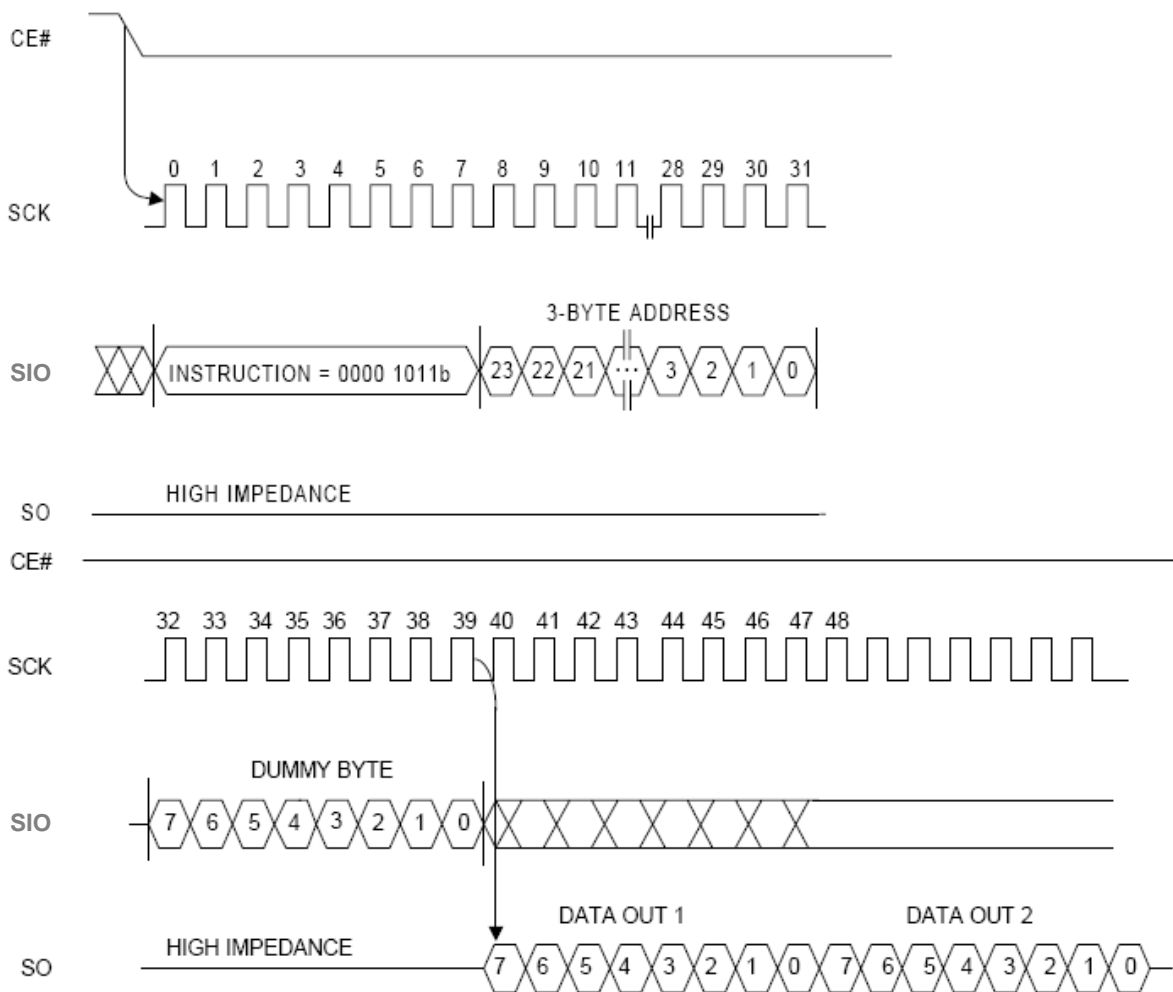 CE#
0 1 2 3 4 5 6 7 8 9 10 11 28 29 30 31
SCK
3-BYTE ADDRESS
SIO INSTRUCTION = 0000 1011b 23 22 21 ... 3 2 1 0
HIGH IMPEDANCE
SO
CE#
32 33 34 35 36 37 38 39 40 41 42 43 44 45 46 47 48
SCK
DUMMY BYTE
SIO 7 6 5 4 3 2 1 0
DATA OUT 1 DATA OUT 2
HIGH IMPEDANCE
SO 7 6 5 4 3 2 1 0 7 6 5 4 3 2 1 0